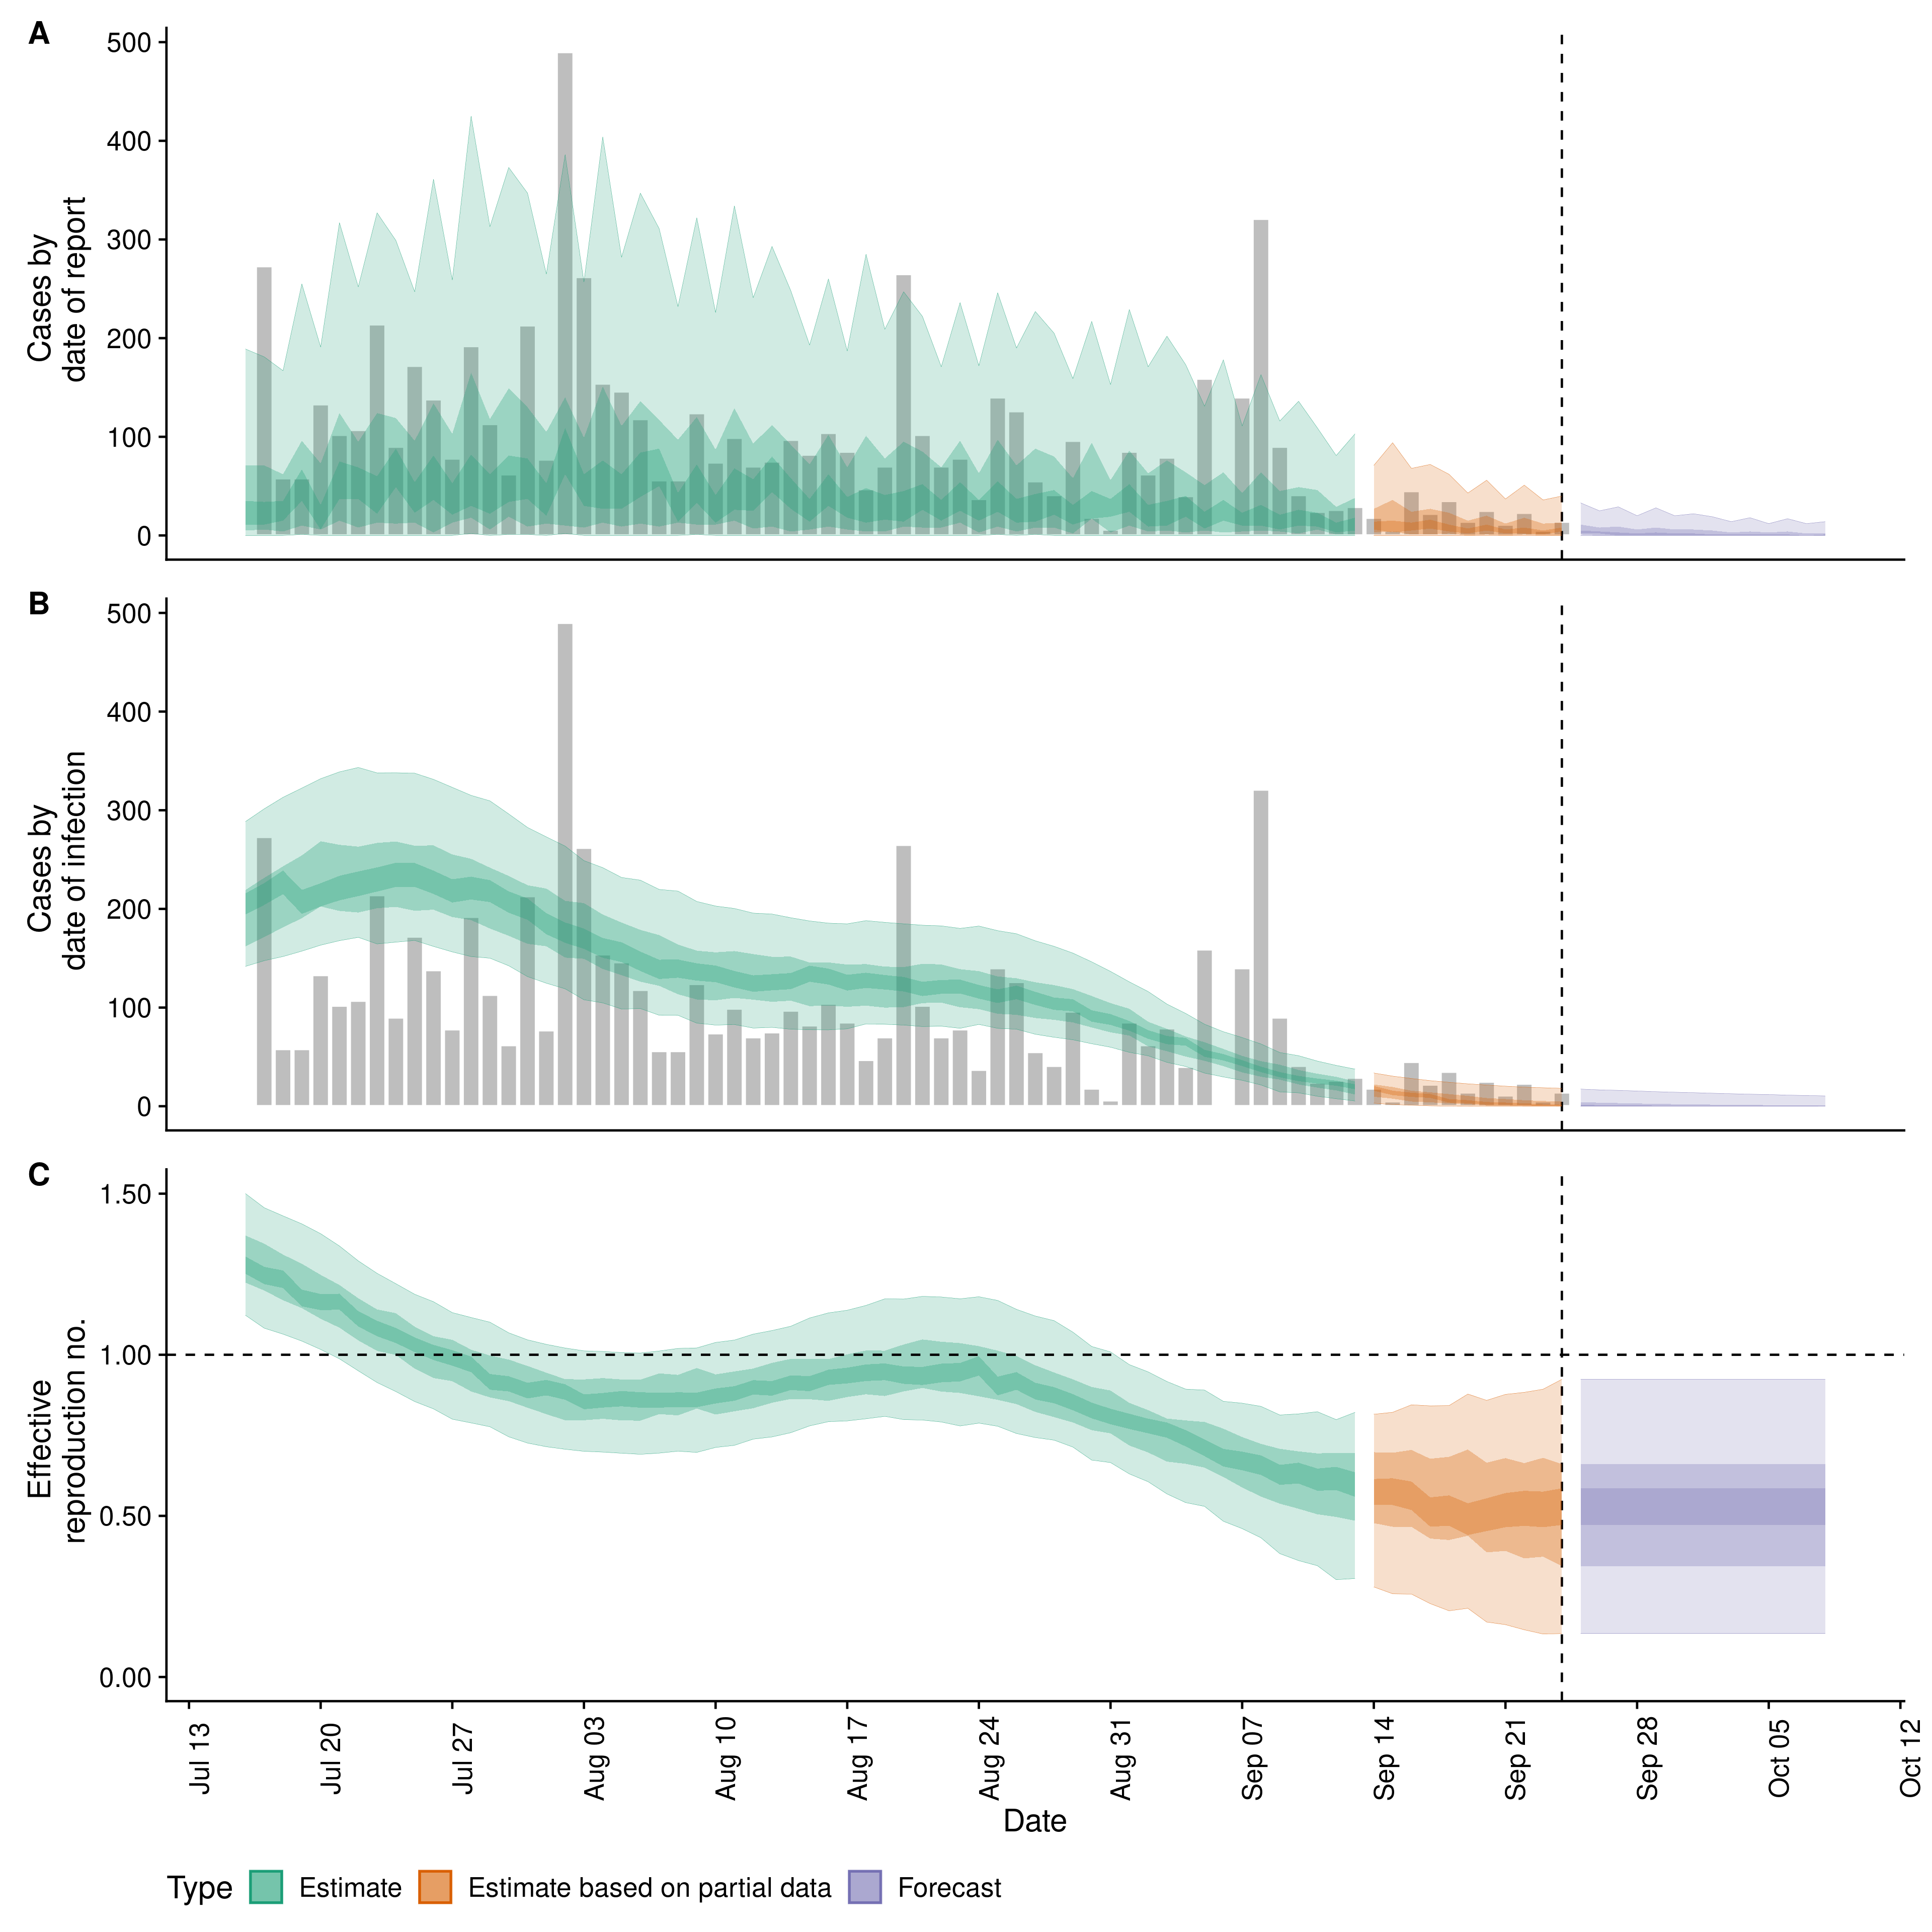 A
500
400
300
200
100
0
Cases by
date of report
B
500
400
300
200
100
0
Cases by
date of infection
C
1.50
1.00
0.50
0.00
Effective
reproduction no.
Jul 13
Jul 20
Jul 27
Aug 03
Aug 10
Aug 17
Aug 24
Aug 31
Sep 07
Sep 14
Sep 21
Sep 28
Oct 05
Oct 12
Date
Type Estimate Estimate based on partial data Forecast